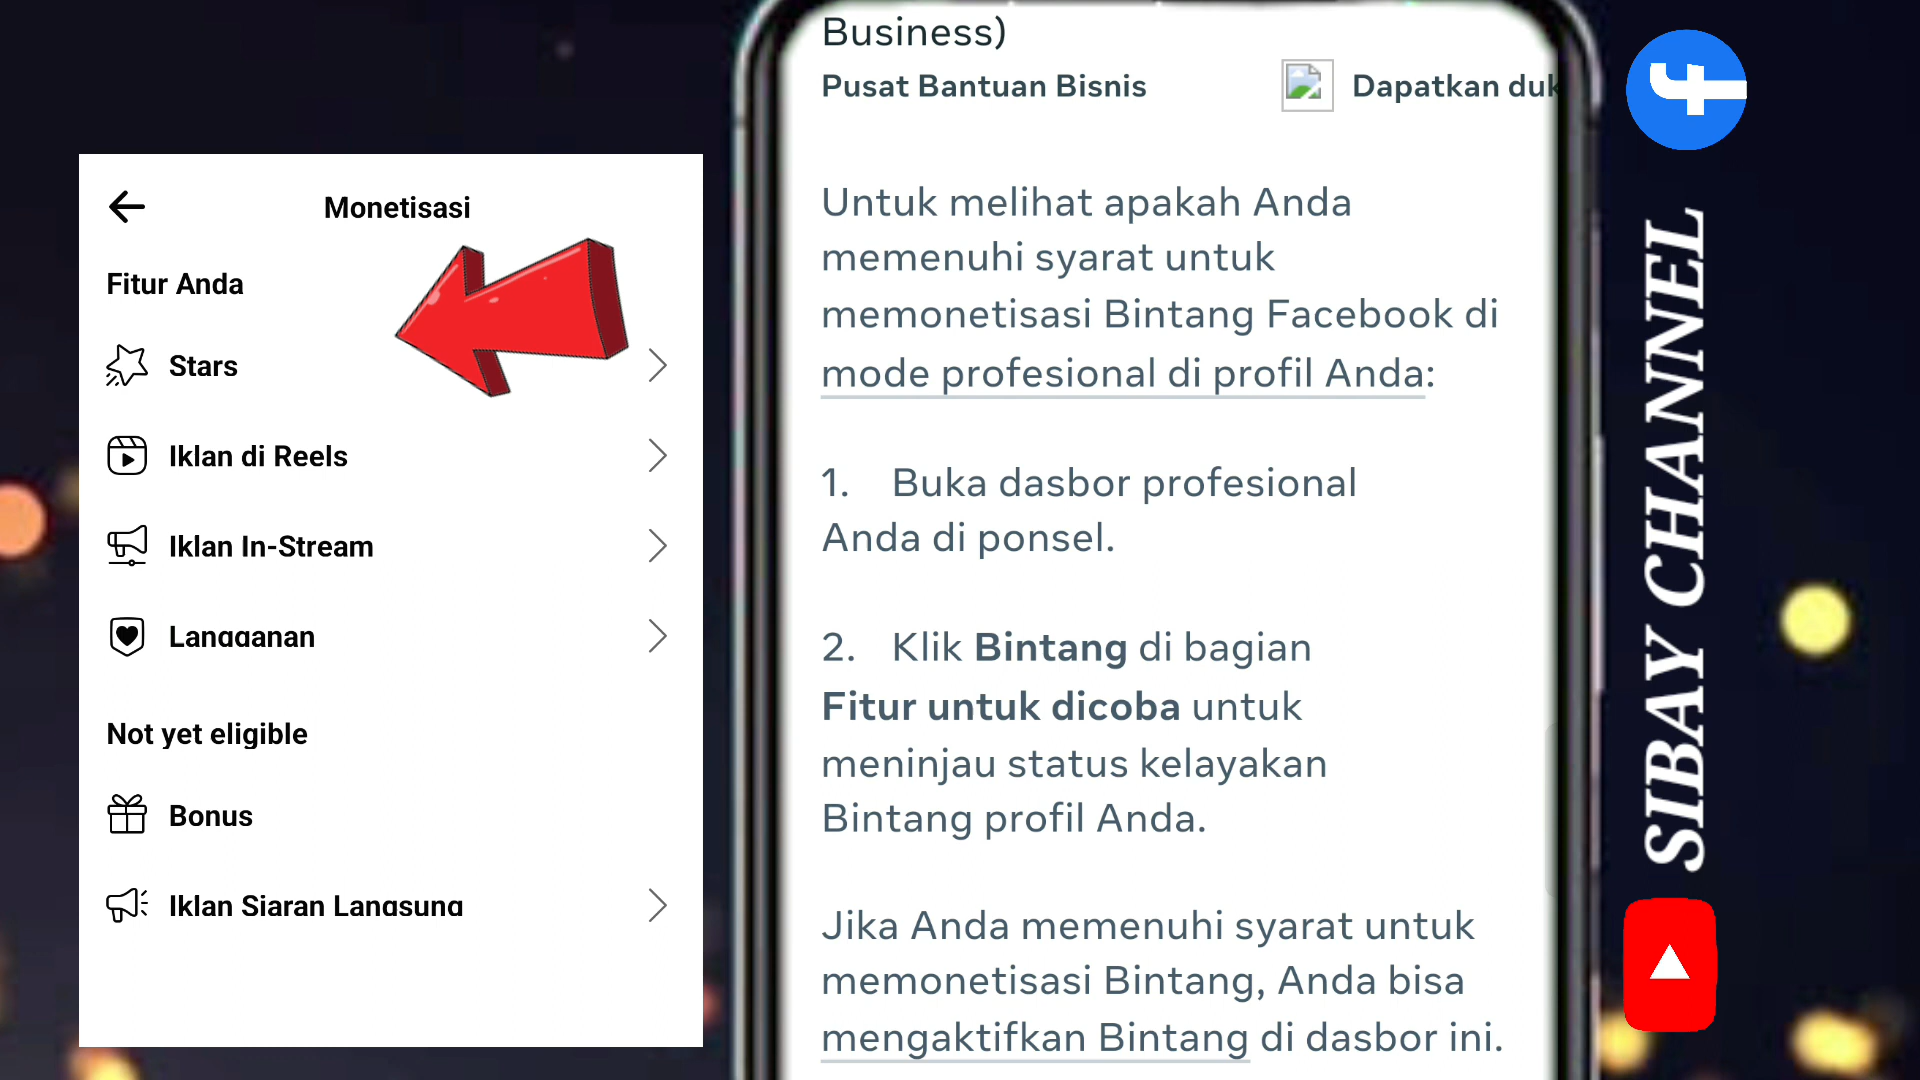 Monetisasi
Fitur Anda
Stars
Iklan di Reels
Iklan In-Stream
Langganan
Not yet eligible
Bonus
Iklan Siaran Langsung
Business)
Pusat Bantuan Bisnis
Dapatkan duk
Untuk melihat apakah Anda
memenuhi syarat untuk
memonetisasi Bintang Facebook di
mode profesional di profil Anda:
1. Buka dasbor profesional
Anda di ponsel.
2. Klik Bintang di bagian
Fitur untuk dicoba untuk
meninjau status kelayakan
Bintang profil Anda.
Jika Anda memenuhi syarat untuk
memonetisasi Bintang, Anda bisa
mengaktifkan Bintang di dasbor ini.
SIBAY CHANNEL